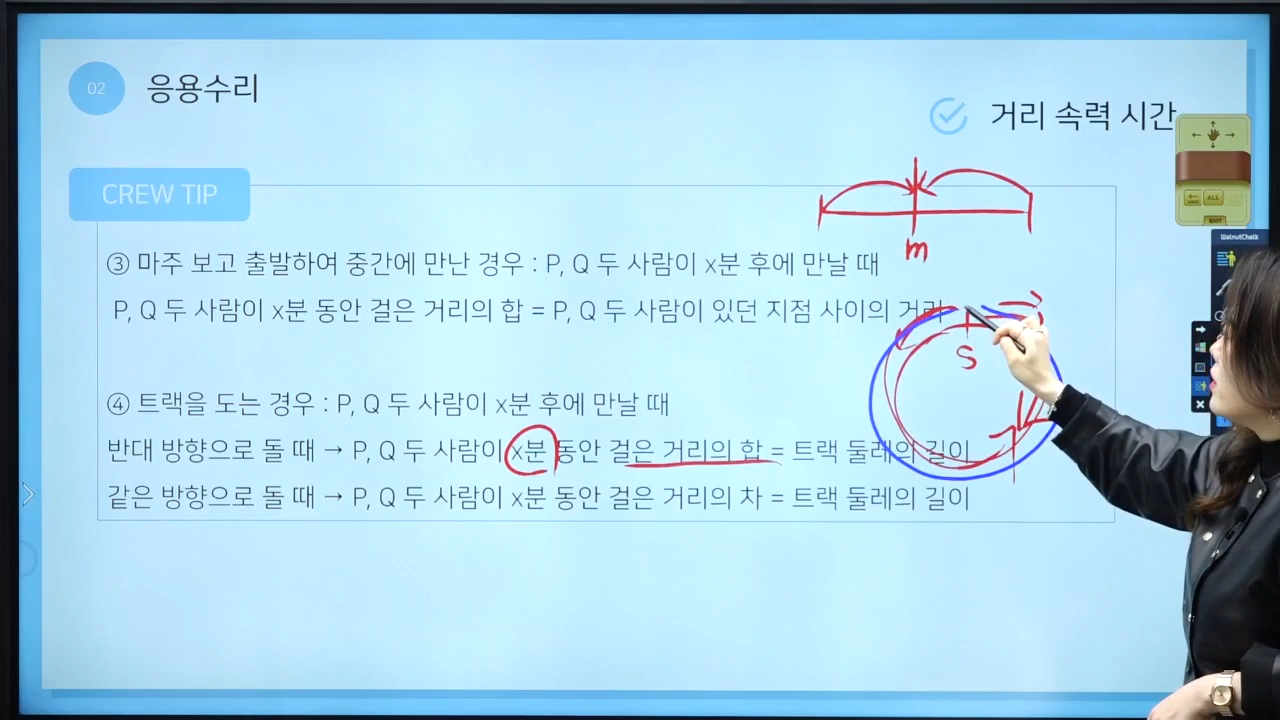 02
응용수리
거리 속력 시간
CREW TIP
m
③ 마주 보고 출발하여 중간에 만난 경우 : P, Q 두 사람이 x분 후에 만날 때
P, Q 두 사람이 x분 동안 걸은 거리의 합 = P, Q 두 사람이 있던 지점 사이의 거리
S
④ 트랙을 도는 경우 : P, Q 두 사람이 x분 후에 만날 때
반대 방향으로 돌 때 → P, Q 두 사람이 x분 동안 걸은 거리의 합 = 트랙 둘레의 길이
같은 방향으로 돌 때 → P, Q 두 사람이 x분 동안 걸은 거리의 차 = 트랙 둘레의 길이
ALL
WalnutChalk